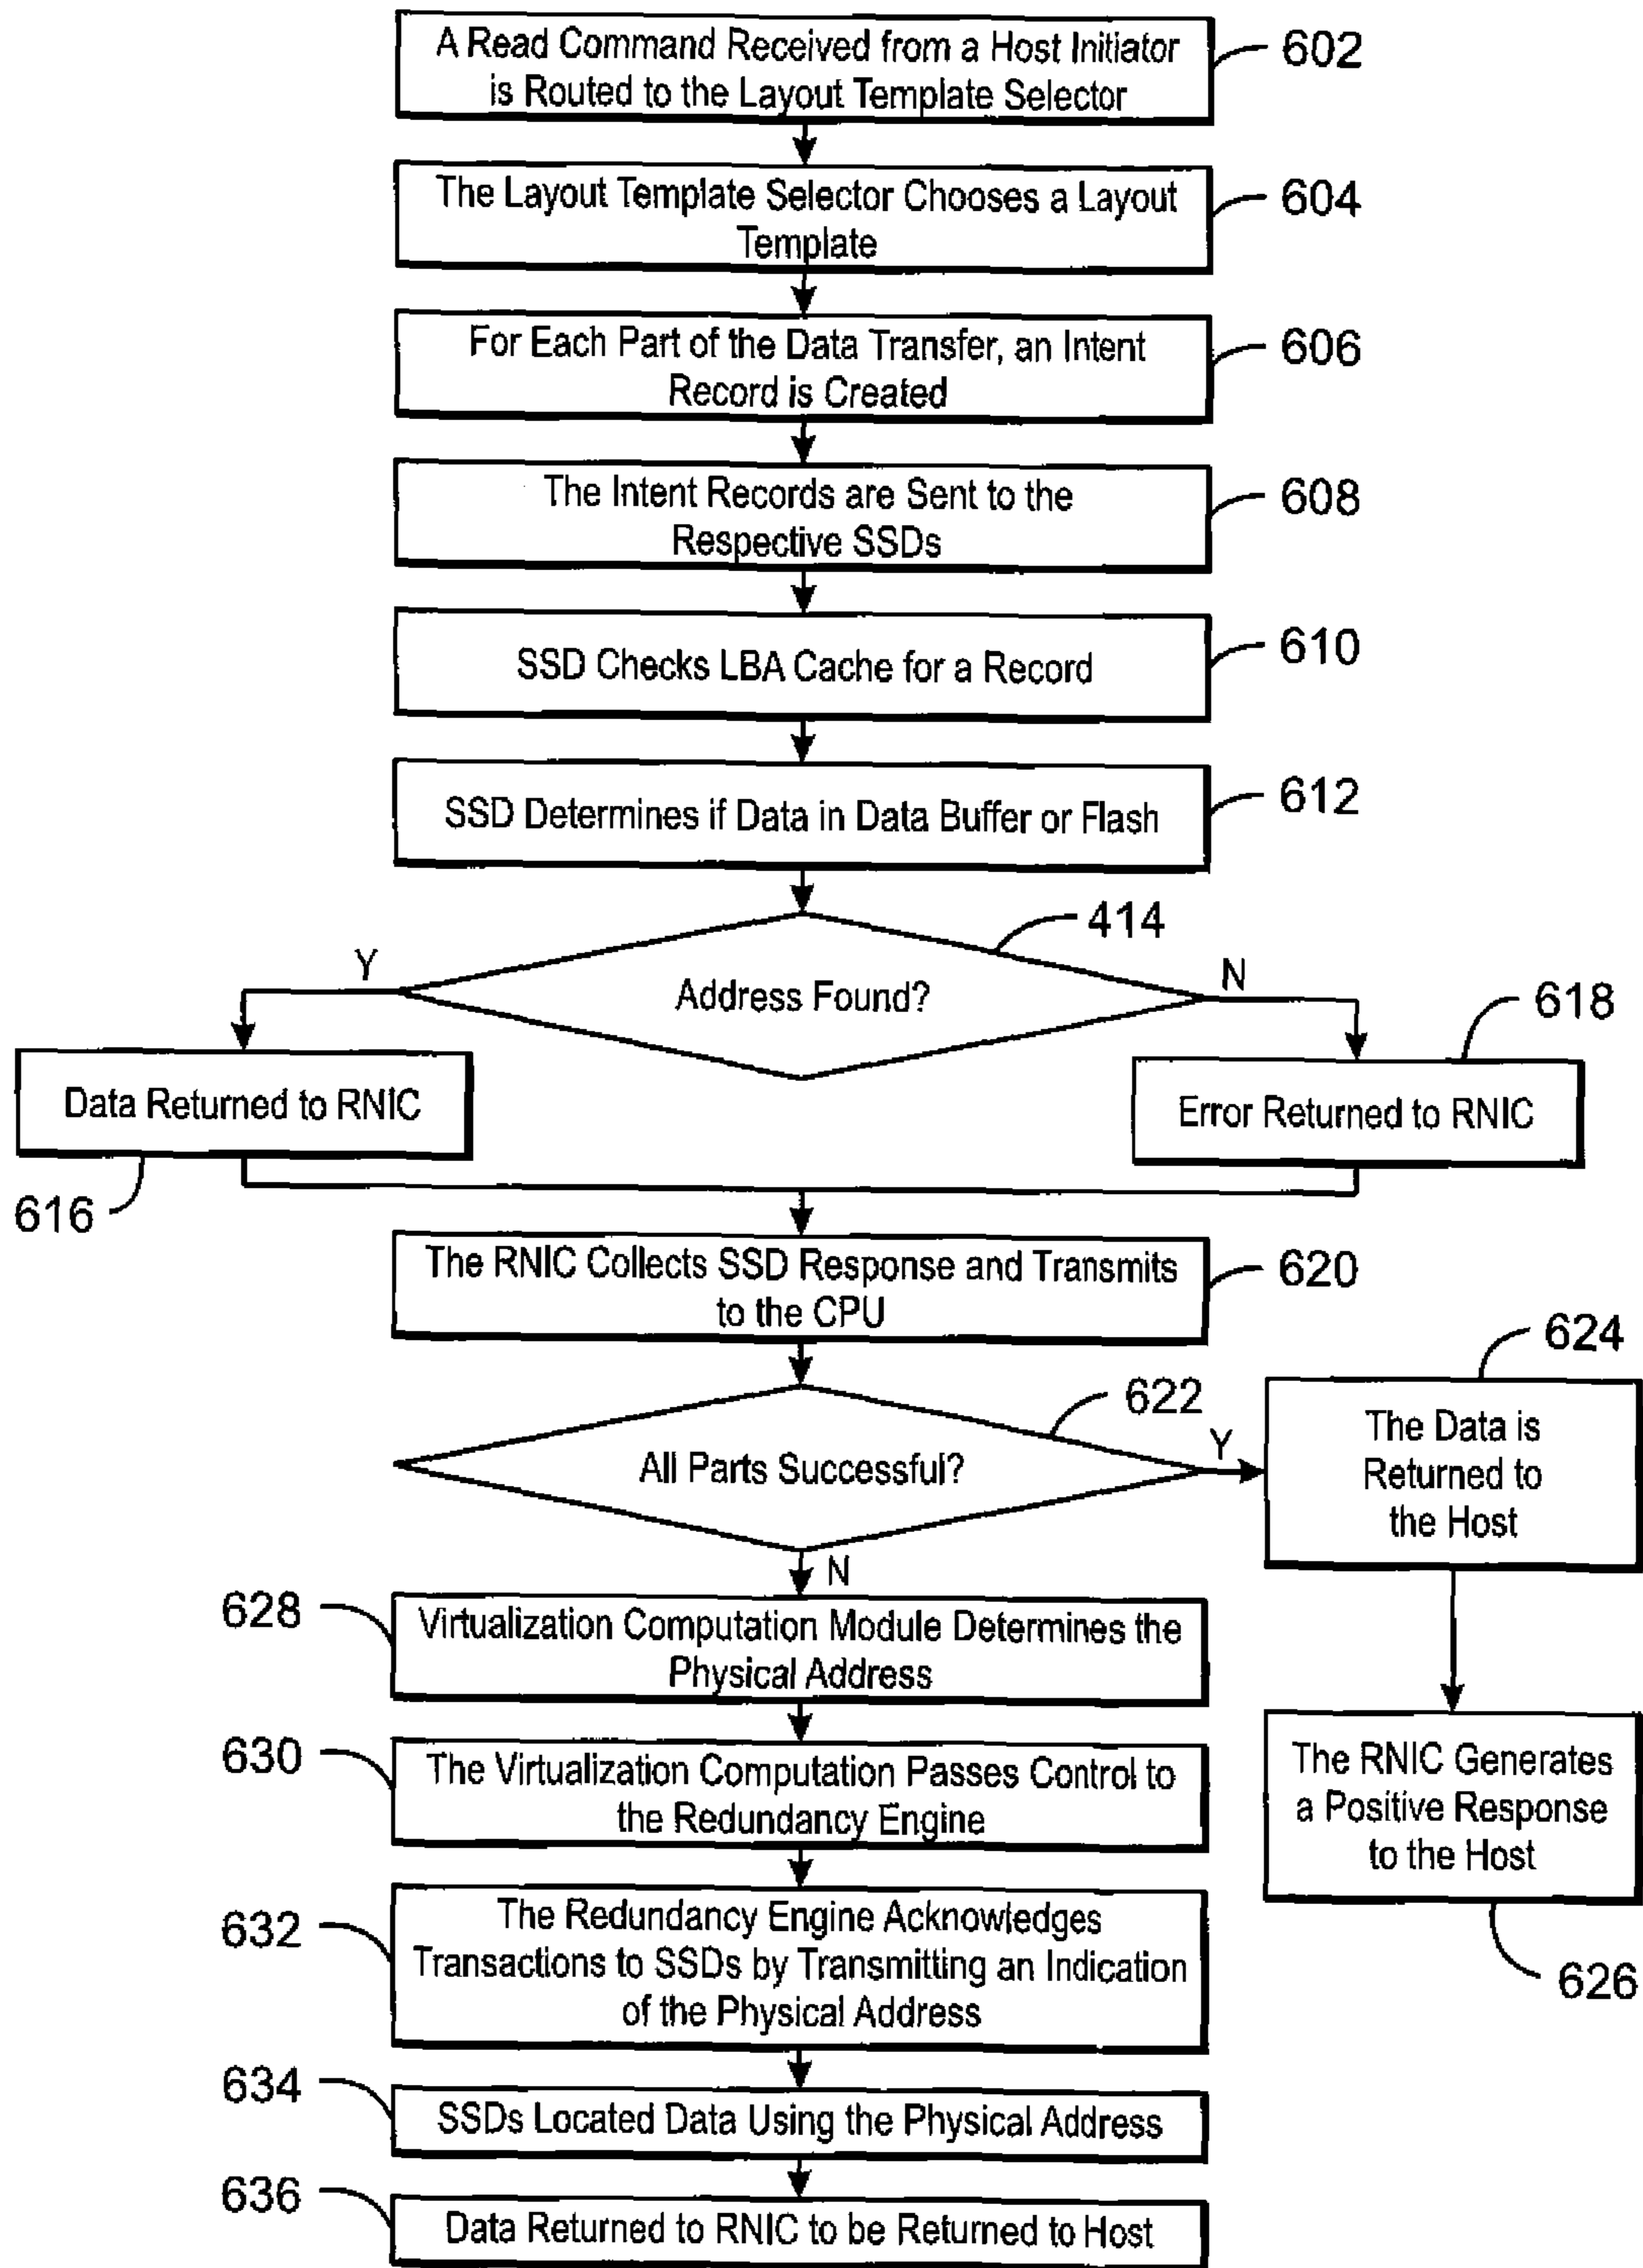 A Read Command Received from a Host Initiator
is Routed to the Layout Template Selector
602
The Layout Template Selector Chooses a Layout
Template
604
For Each Part of the Data Transfer, an Intent
Record is Created
606
The Intent Records are Sent to the
Respective SSDs
608
SSD Checks LBA Cache for a Record
610
SSD Determines if Data in Data Buffer or Flash
612
414
Y
Address Found?
N
618
Data Returned to RNIC
616
Error Returned to RNIC
The RNIC Collects SSD Response and Transmits
to the CPU
620
622
All Parts Successful?
Y
N
624
The Data is
Returned to
the Host
628
Virtualization Computation Module Determines the
Physical Address
630
The Virtualization Computation Passes Control to
the Redundancy Engine
The RNIC Generates
a Positive Response
to the Host
626
632
The Redundancy Engine Acknowledges
Transactions to SSDs by Transmitting an Indication
of the Physical Address
634
SSDs Located Data Using the Physical Address
636
Data Returned to RNIC to be Returned to Host